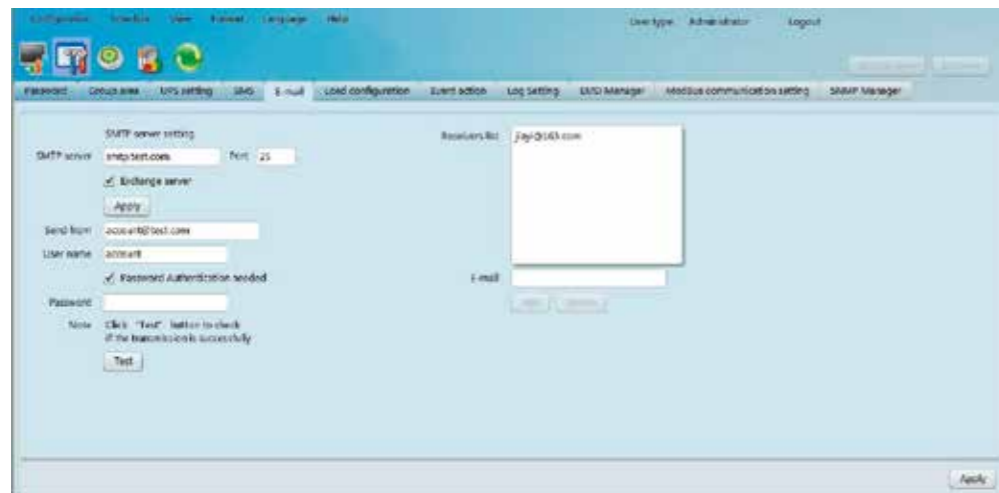 Configuration Interface View Format Language Help
User type Administrator Logout
Password Group area UPS setting SMS E-mail Load configuration Event action Log Setting EMD Manager Modbus communication setting SNMP Manager
SMTP server setting
SMTP server smtp.test.com Port 25
Exchange server
Apply
Send from account@test.com
User name account
Password Authentication needed
Password
Note Click "Test" button to check
if the transmission is successfully
Test
Receivers list
E-mail
Apply